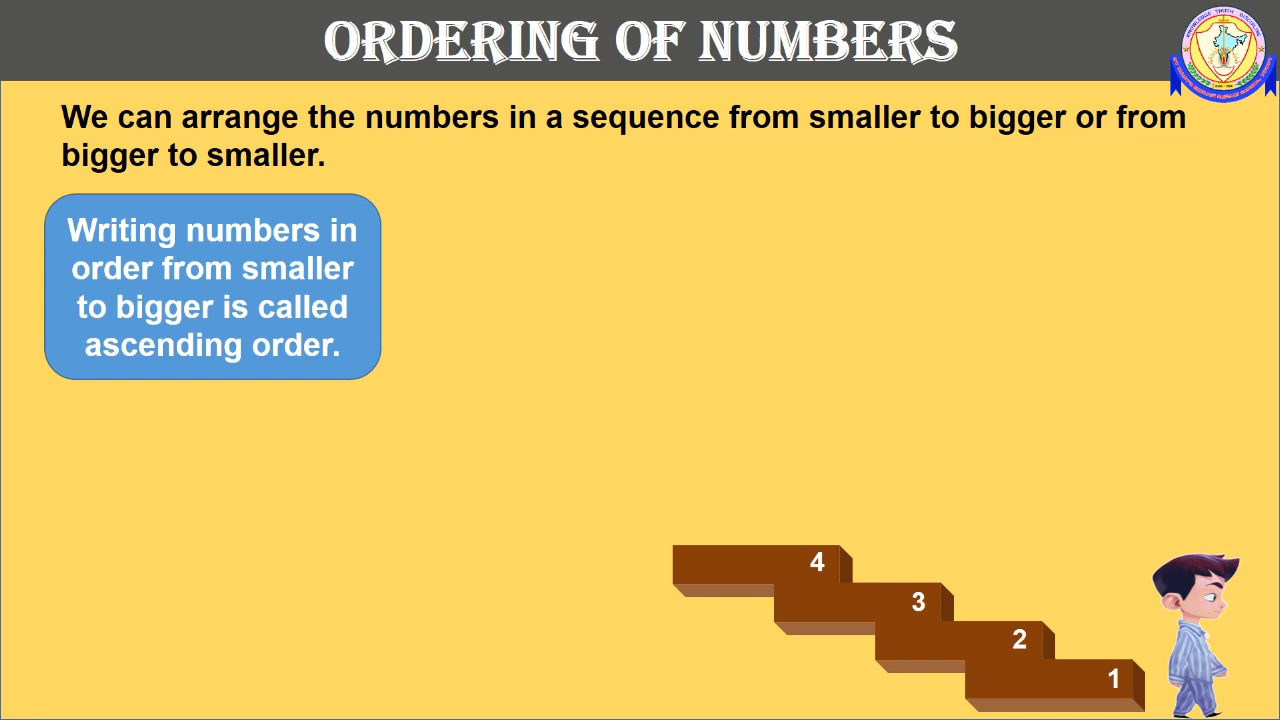 ORDERING OF NUMBERS
We can arrange the numbers in a sequence from smaller to bigger or from
bigger to smaller.
Writing numbers in
order from smaller
to bigger is called
ascending order.
4
3
2
1